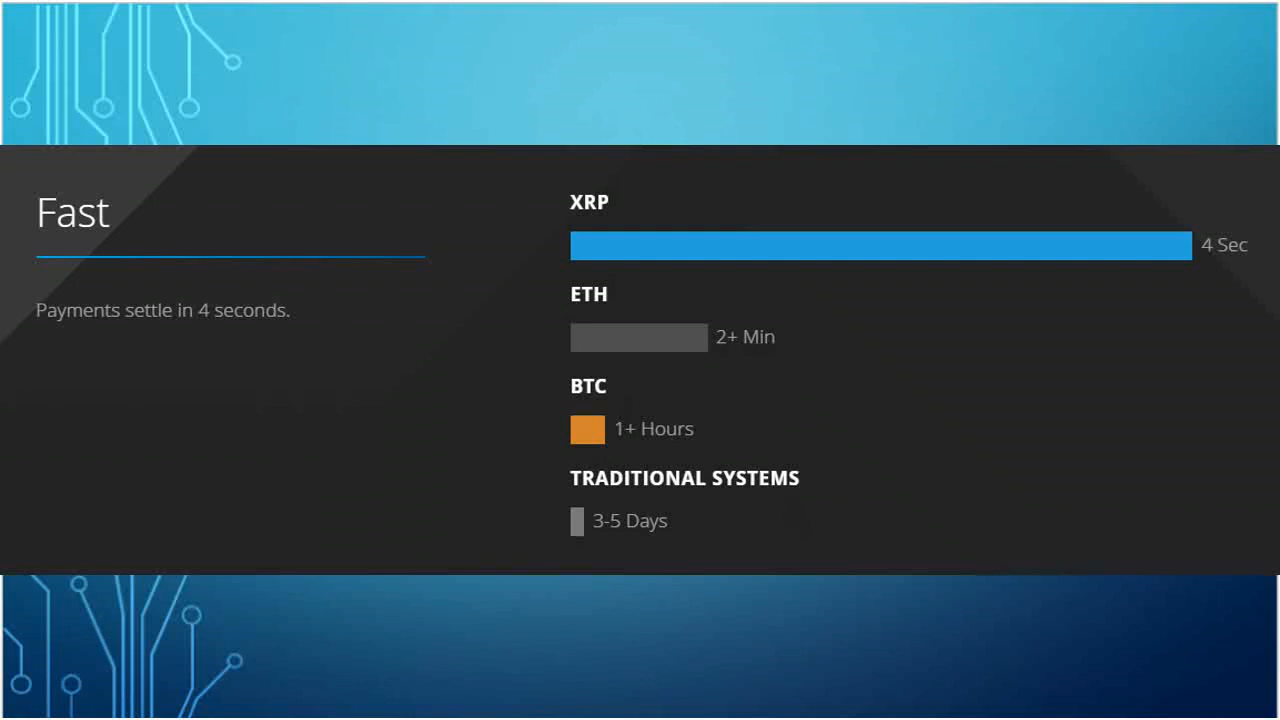 Fast
Payments settle in 4 seconds.
XRP
4 Sec
ETH
2+ Min
BTC
1+ Hours
TRADITIONAL SYSTEMS
3-5 Days